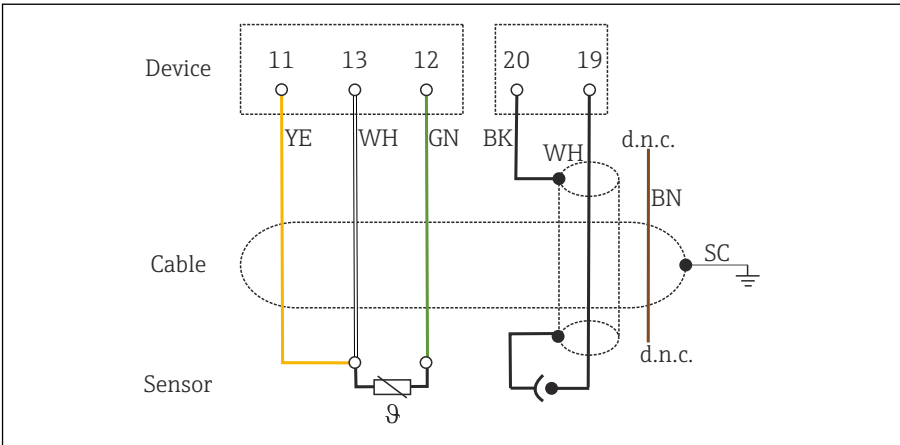 Device 11 13 12 20 19
YE WH GN BK WH d.n.c.
BN
Cable SC
d.n.c.
Sensor ϑ